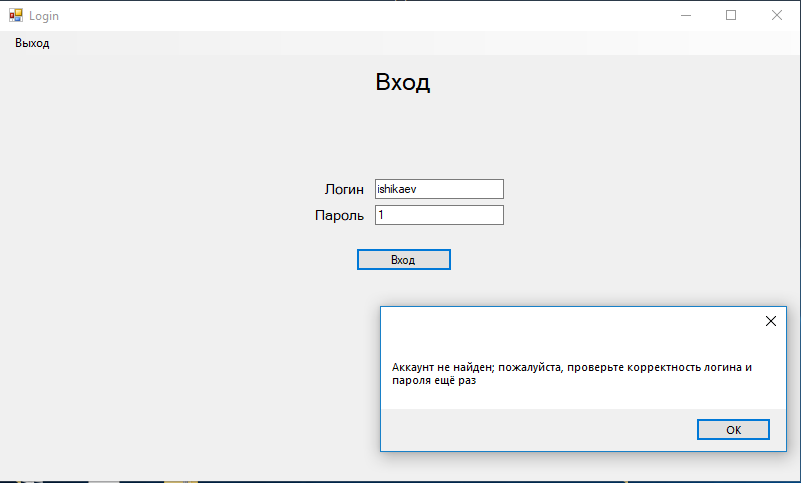 Login
Выход
Вход
Логин
ishikaev
Пароль
1
Вход
Аккаунт не найден; пожалуйста, проверьте корректность логина и
пароля ещё раз
OK